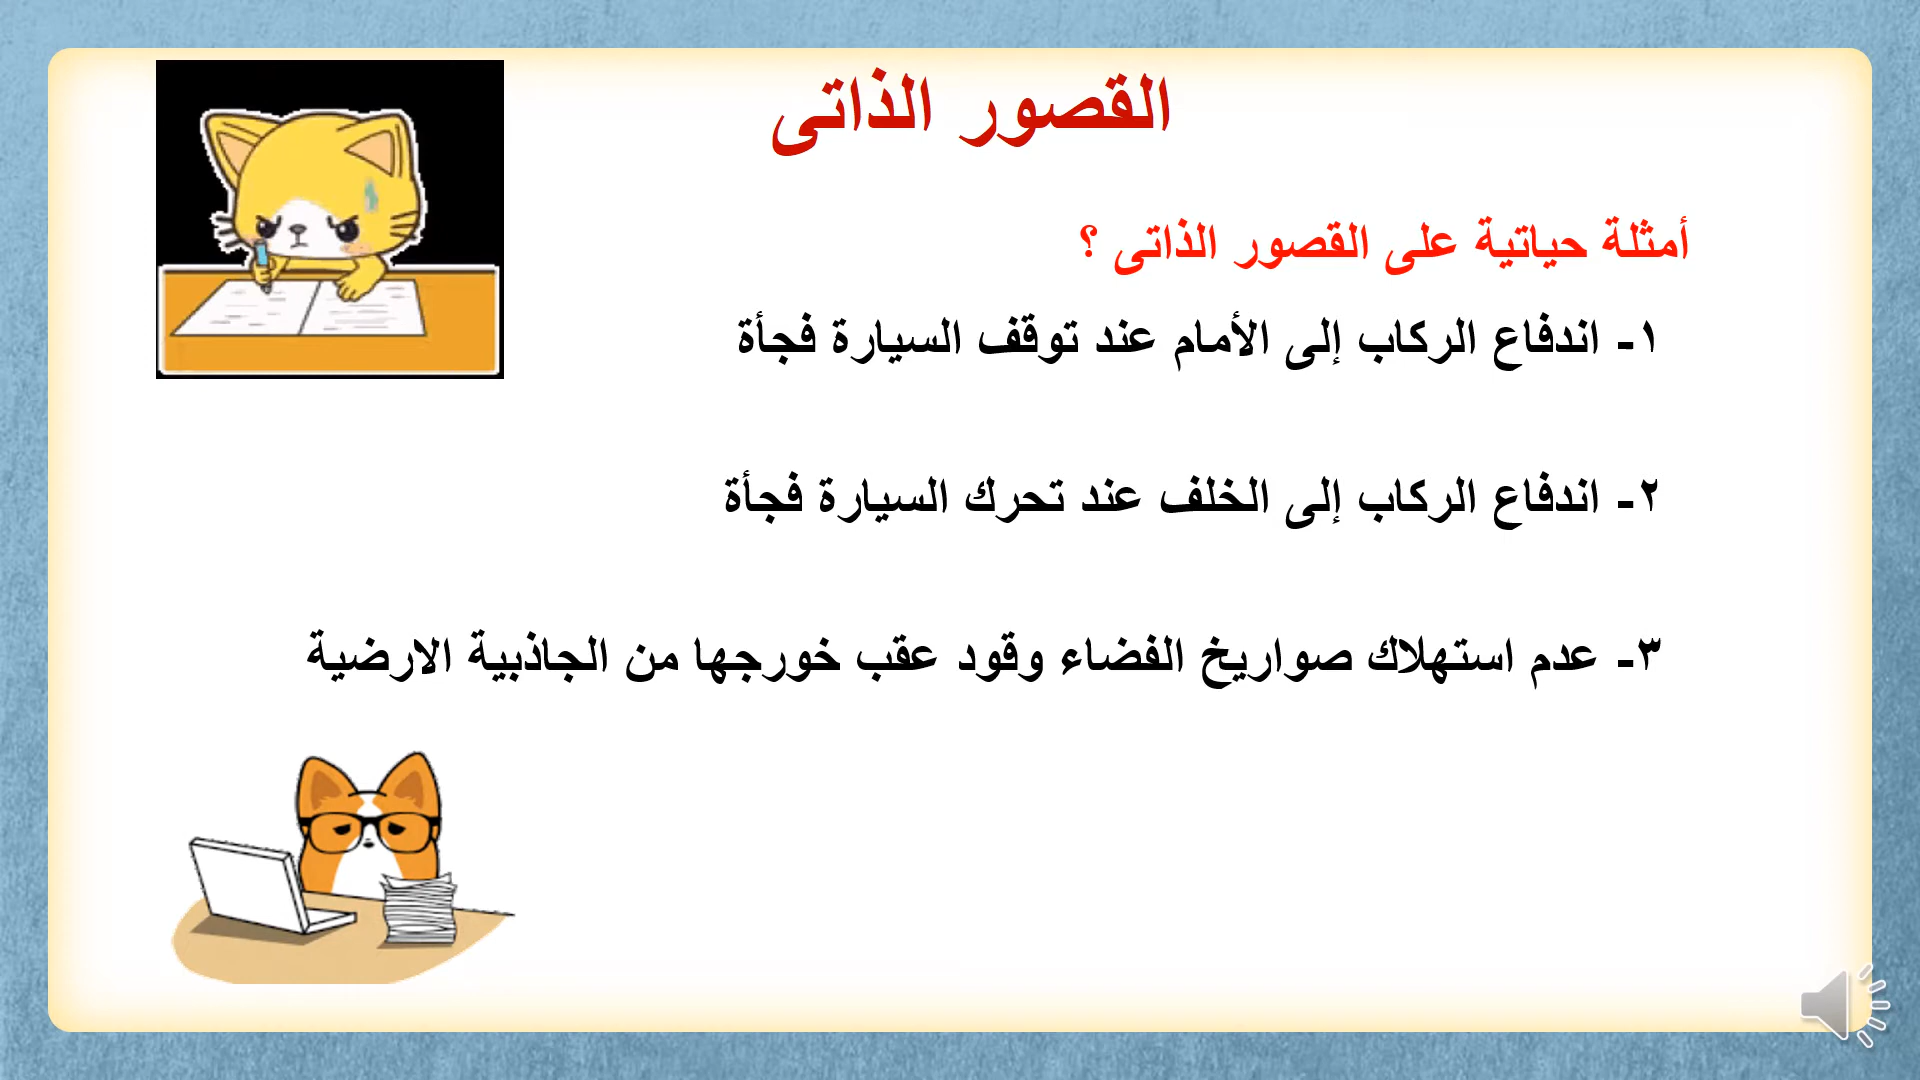 القصور الذاتى
أمثلة حياتية على القصور الذاتى ؟
١- اندفاع الركاب إلى الأمام عند توقف السيارة فجأة
٢- اندفاع الركاب إلى الخلف عند تحرك السيارة فجأة
٣- عدم استهلاك صواريخ الفضاء وقود عقب خورجها من الجاذبية الارضية